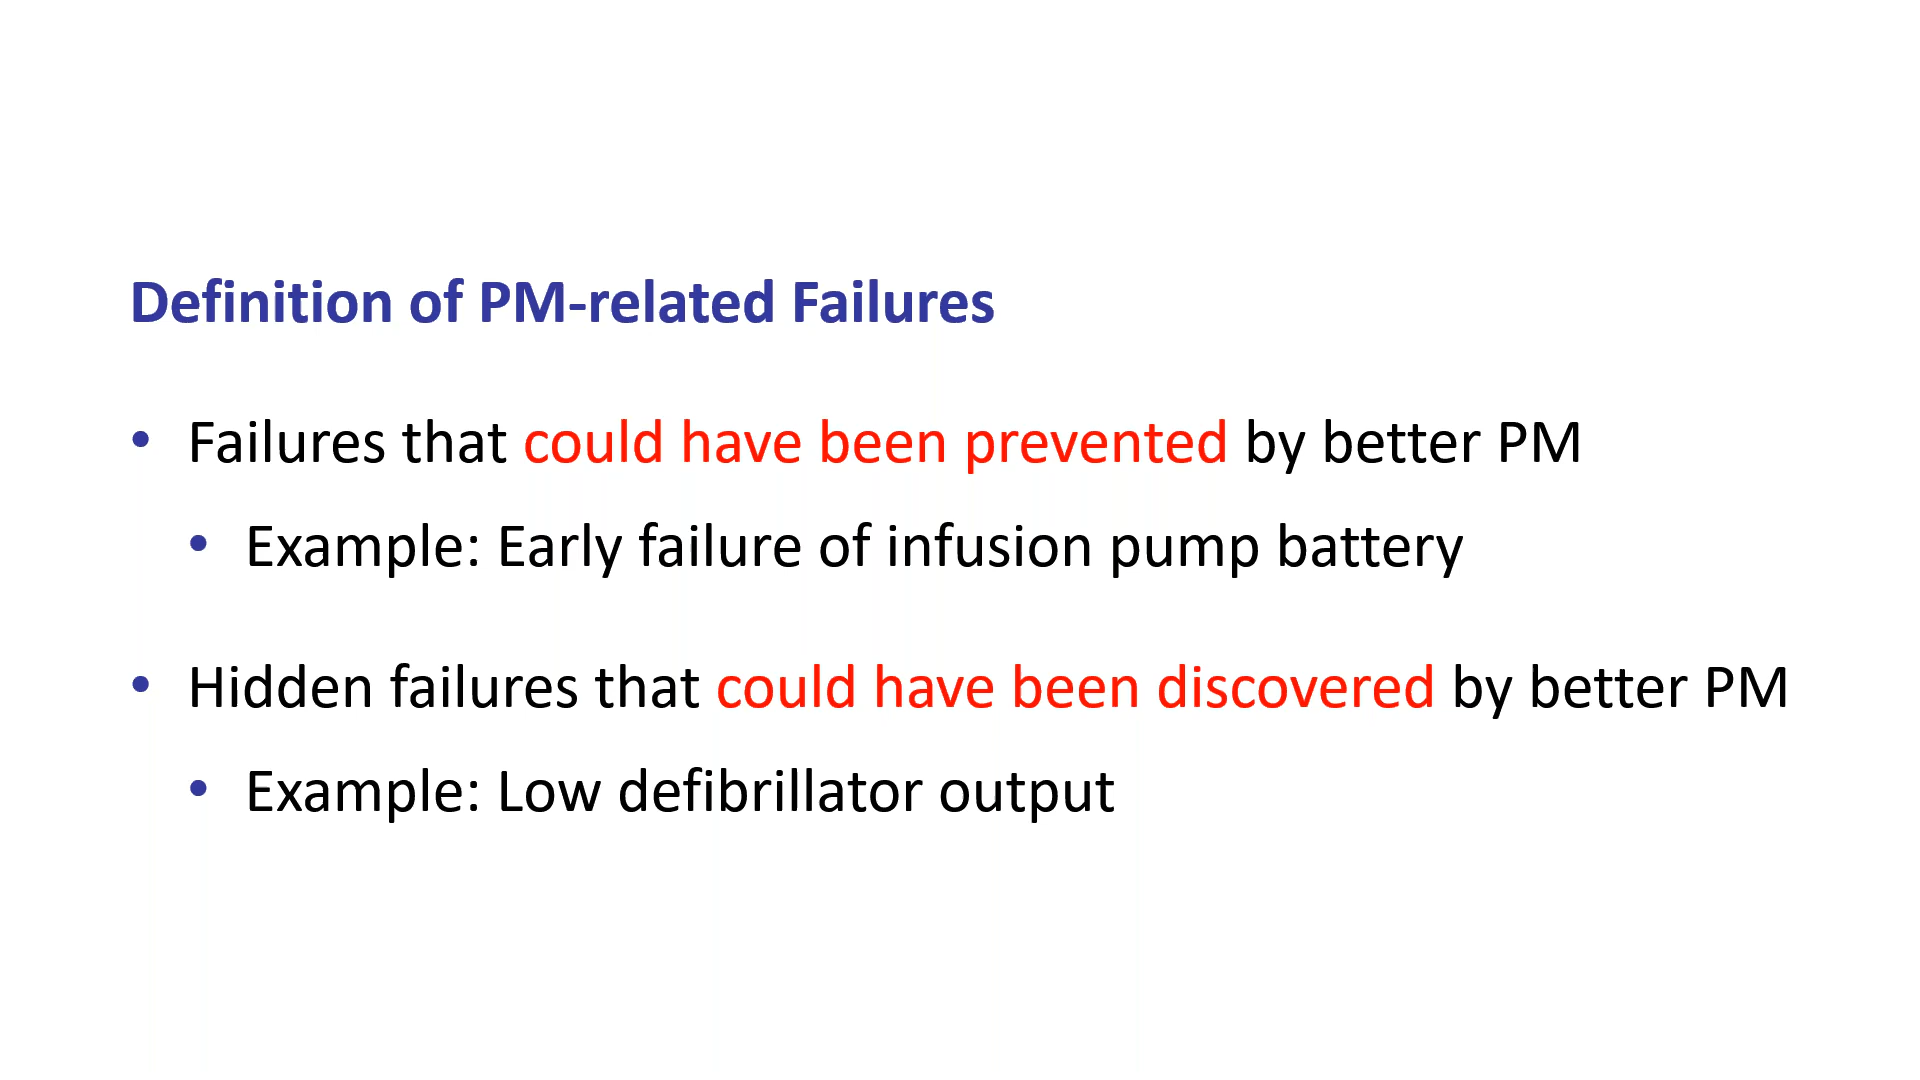 Definition of PM-related Failures
• Failures that could have been prevented by better PM
• Example: Early failure of infusion pump battery
• Hidden failures that could have been discovered by better PM
• Example: Low defibrillator output